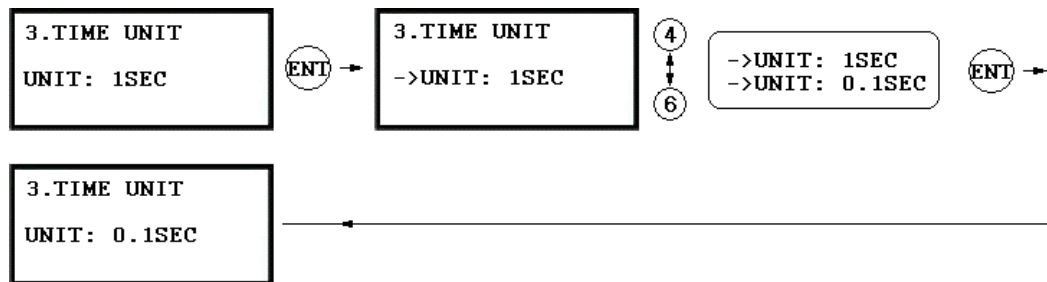 3.TIME UNIT
UNIT: 1SEC
ENT
3.TIME UNIT
->UNIT: 1SEC
4
6
->UNIT: 1SEC
->UNIT: 0.1SEC
ENT
3.TIME UNIT
UNIT: 0.1SEC